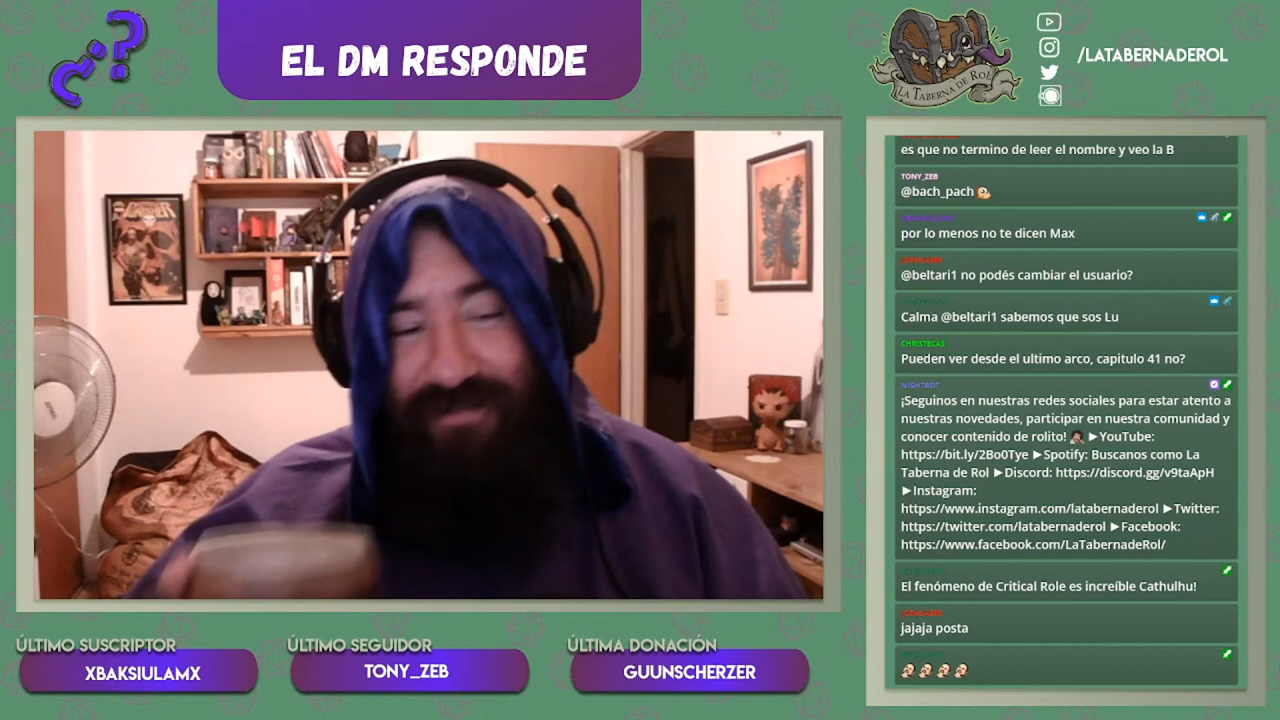 EL DM RESPONDE
LA TABERNA DE ROL
/LATABERNADEROL
es que no termino de leer el nombre y veo la B
TONY_ZEB
@bach_pach
por lo menos no te dicen Max
@beltari1 no podés cambiar el usuario?
Calma @beltari1 sabemos que sos Lu
CHRISTECAS
Pueden ver desde el ultimo arco, capitulo 41 no?
NIGHTBOT
¡Seguinos en nuestras redes sociales para estar atento a
nuestras novedades, participar en nuestra comunidad y
conocer contenido de rolito! ►YouTube:
https://bit.ly/2Bo0Tye ►Spotify: Buscanos como La
Taberna de Rol ►Discord: https://discord.gg/v9taApH
►Instagram:
https://www.instagram.com/latabernaderol ►Twitter:
https://twitter.com/latabernaderol ►Facebook:
https://www.facebook.com/LaTabernadeRol/
El fenómeno de Critical Role es increíble Cathulhu!
jajaja posta
ÚLTIMO SUSCRIPTOR
XBAKSIULAMX
ÚLTIMO SEGUIDOR
TONY_ZEB
ÚLTIMA DONACIÓN
GUUNSCHERZER